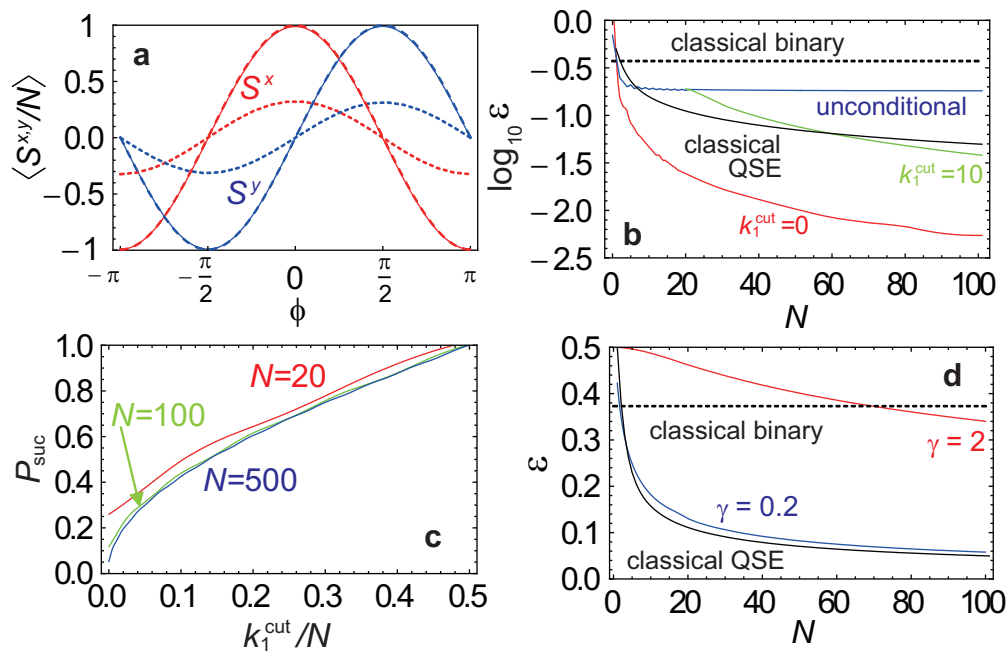 a
⟨S^{x,y}/N⟩
1
0.5
0.0
−0.5
−1
S^x
S^y
−π
−π/2
0
π/2
π
ϕ
b
log₁₀ ε
0.0
−0.5
−1.0
−1.5
−2.0
−2.5
classical binary
unconditional
classical
QSE
k₁^cut=10
k₁^cut=0
0
20
40
60
80
100
N
c
P_suc
1.0
0.8
0.6
0.4
0.2
0.0
N=20
N=100
N=500
0.0
0.1
0.2
0.3
0.4
0.5
k₁^cut/N
d
ε
0.5
0.4
0.3
0.2
0.1
0.0
classical binary
γ = 2
γ = 0.2
classical QSE
0
20
40
60
80
100
N